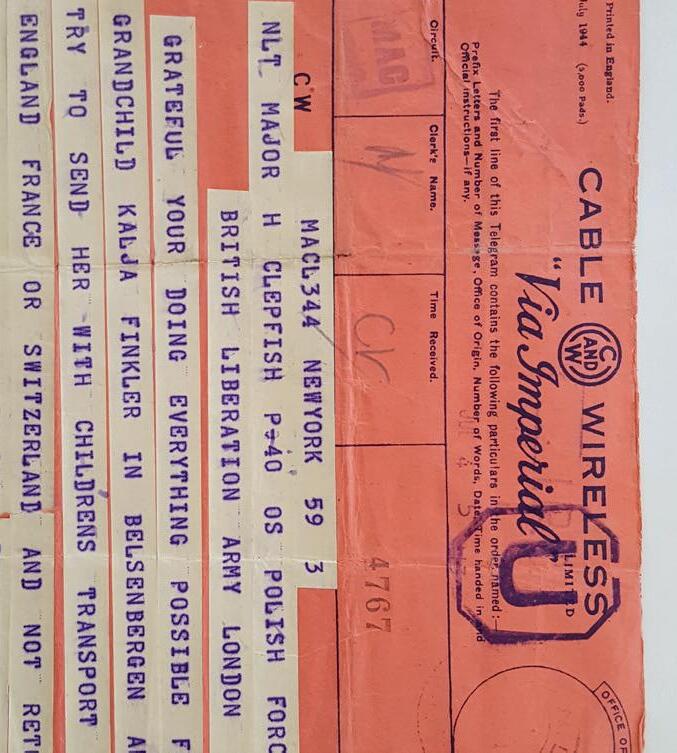 Printed in England.
July 1944 (5,000 Pads.)
CABLE AND WIRELESS
C AND W
LIMITED
"Via Imperial"
U
OFFICE O
The first line of this Telegram contains the following particulars in the order named:—
Prefix Letters and Number of Message, Office of Origin, Number of Words, Date, Time handed in and
Official instructions—if any.
Circuit. Clerk's Name. Time Received.
MAG
4767
CW
MACL344 NEWYORK 59 3
NLT MAJOR H CLEPFISH P-40 OS POLISH FORC
BRITISH LIBERATION ARMY LONDON
GRATEFUL YOUR DOING EVERYTHING POSSIBLE F
GRANDCHILD KALJA FINKLER IN BELSENBERGEN A
TRY TO SEND HER WITH CHILDRENS TRANSPORT
ENGLAND FRANCE OR SWITZERLAND AND NOT RETU